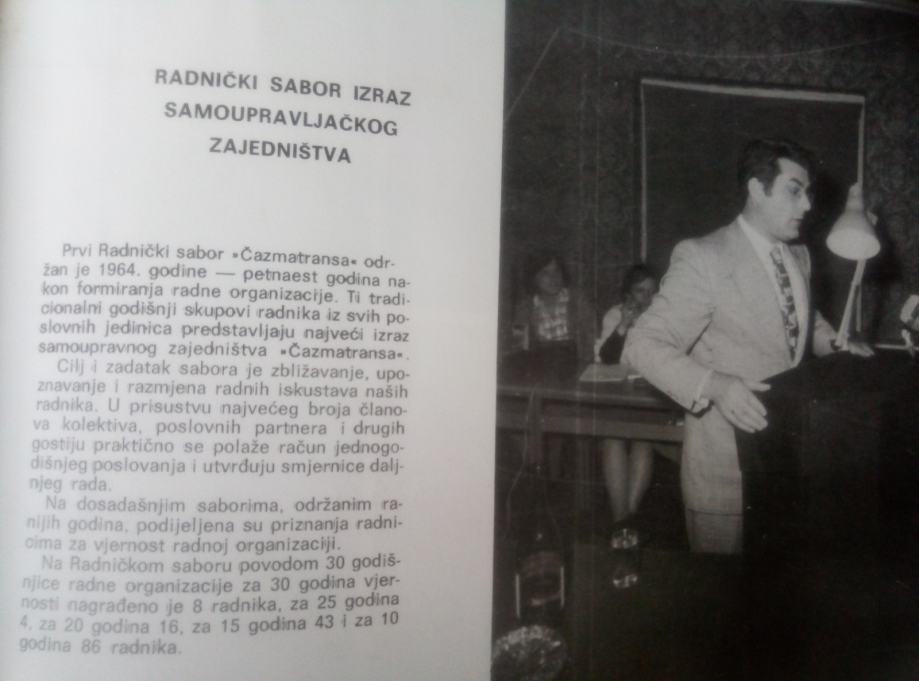 RADNIČKI SABOR IZRAZ
SAMOUPRAVLJAČKOG
ZAJEDNIŠTVA
Prvi Radnički sabor »Čazmatransa« odr-
žan je 1964. godine — petnaest godina na-
kon formiranja radne organizacije. Ti tradi-
cionalni godišnji skupovi radnika iz svih po-
slovnih jedinica predstavljaju najveći izraz
samoupravnog zajedništva »Čazmatransa«.
Cilj i zadatak sabora je zbližavanje, upo-
znavanje i razmjena radnih iskustava naših
radnika. U prisustvu najvećeg broja člano-
va kolektiva, poslovnih partnera i drugih
gostiju praktično se polaže račun jednogo-
dišnjeg poslovanja i utvrđuju smjernice dalj-
njeg rada.
Na dosadašnjim saborima, održanim ra-
nijih godina, podijeljena su priznanja radni-
cima za vjernost radnoj organizaciji.
Na Radničkom saboru povodom 30 godiš-
njice radne organizacije za 30 godina vjer-
nosti nagrađeno je 8 radnika, za 25 godina
4, za 20 godina 16, za 15 godina 43 i za 10
godina 86 radnika.